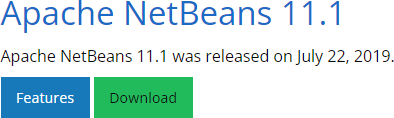 Apache NetBeans 11.1
Apache NetBeans 11.1 was released on July 22, 2019.
Features Download